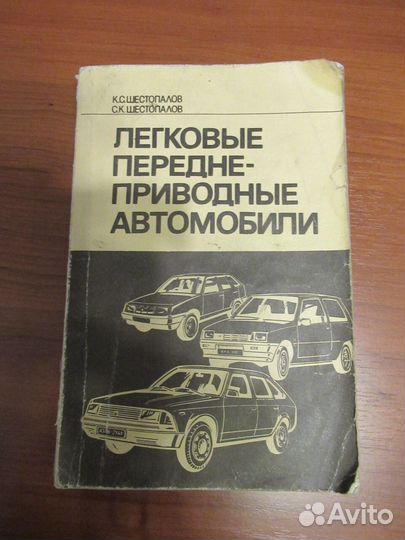 К.С.ШЕСТОПАЛОВ
С.К.ШЕСТОПАЛОВ
ЛЕГКОВЫЕ
ПЕРЕДНЕ-
ПРИВОДНЫЕ
АВТОМОБИЛИ
Avito